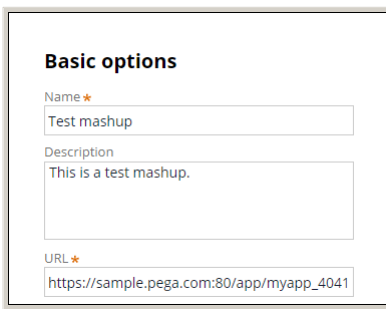 Basic options
Name *
Test mashup
Description
This is a test mashup.
URL *
https://sample.pega.com:80/app/myapp_4041